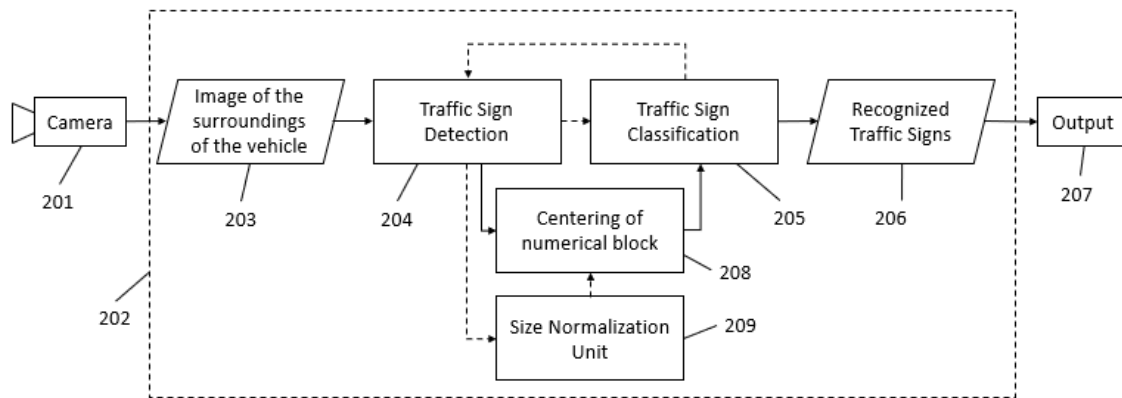 Camera
201
Image of the
surroundings
of the vehicle
203
Traffic Sign
Detection
204
Traffic Sign
Classification
205
Recognized
Traffic Signs
206
Output
207
Centering of
numerical block
208
Size Normalization
Unit
209
202